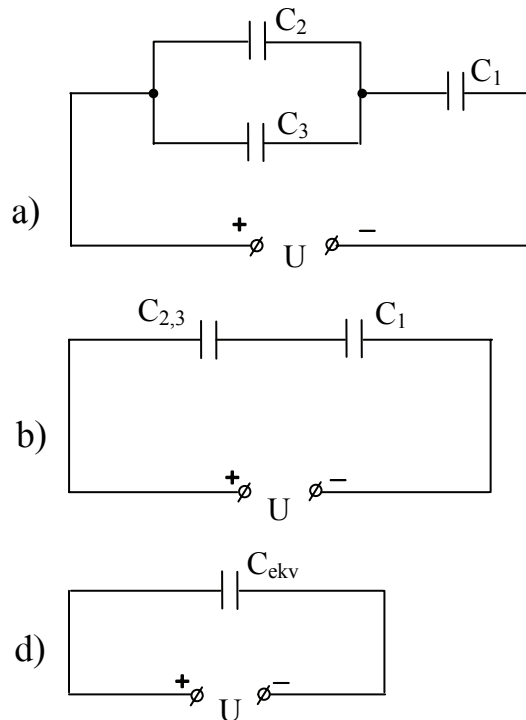 C₂
C₁
C₃
a)
+ U −
C₂,₃ C₁
b)
+ U −
Cₑₖᵥ
d)
+ U −